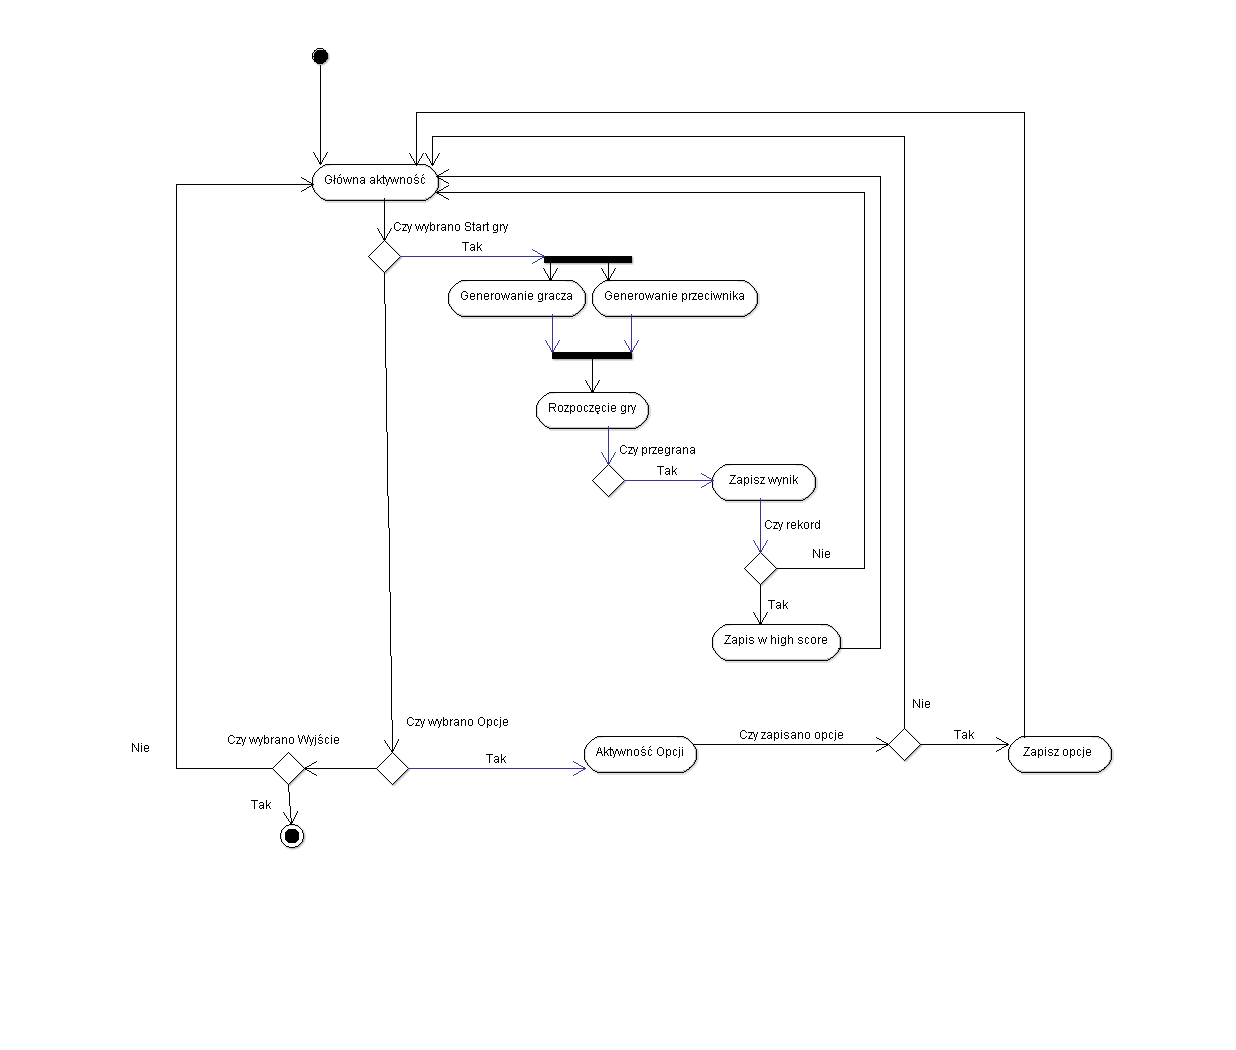 Główna aktywność
Czy wybrano Start gry
Tak
Generowanie gracza
Generowanie przeciwnika
Rozpoczęcie gry
Czy przegrana
Tak
Zapisz wynik
Czy rekord
Nie
Tak
Zapis w high score
Nie
Czy wybrano Opcje
Czy wybrano Wyjście
Nie
Czy zapisano opcje
Tak
Aktywność Opcji
Zapisz opcje
Tak
Tak